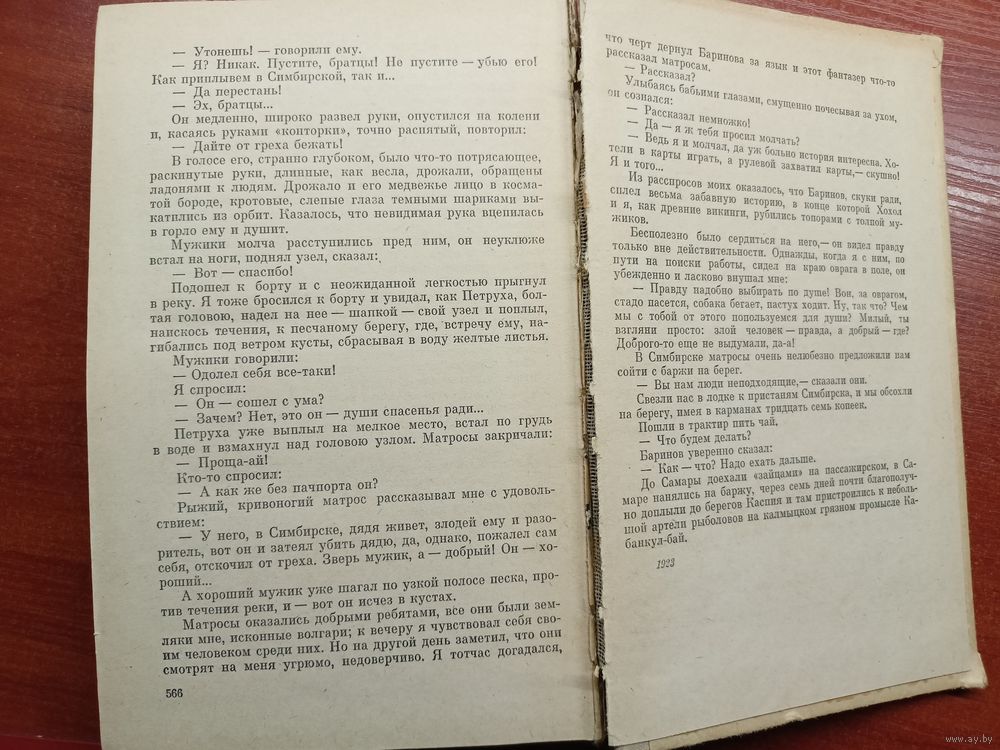 — Утонешь! — говорили ему.
— Я? Никак. Пустите, братцы! Не пустите — убью его!
Как приплывем в Симбирской, так и...
— Да перестань!
— Эх, братцы...
Он медленно, широко развел руки, опустился на колени
и, касаясь руками «конторки», точно распятый, повторил:
— Дайте от греха бежать!
В голосе его, странно глубоком, было что-то потрясающее,
раскинутые руки, длинные, как весла, дрожали, обращены
ладонями к людям. Дрожало и его медвежье лицо в косма-
той бороде, кротовые, слепые глаза темными шариками вы-
катились из орбит. Казалось, что невидимая рука вцепилась
в горло ему и душит.
Мужики молча расступились пред ним, он неуклюже
встал на ноги, поднял узел, сказал:
— Вот — спасибо!
Подошел к борту и с неожиданной легкостью прыгнул
в реку. Я тоже бросился к борту и увидал, как Петруха, бол-
тая головою, надел на нее — шапкой — свой узел и поплыл,
наискось течения, к песчаному берегу, где, встречу ему, на-
гибались под ветром кусты, сбрасывая в воду желтые листья.
Мужики говорили:
— Одолел себя все-таки!
Я спросил:
— Он — сошел с ума?
— Зачем? Нет, это он — души спасенья ради...
Петруха уже выплыл на мелкое место, встал по грудь
в воде и взмахнул над головою узлом. Матросы закричали:
— Проща-ай!
Кто-то спросил:
— А как же без пачпорта он?
Рыжий, кривоногий матрос рассказывал мне с удоволь-
ствием:
— У него, в Симбирске, дядя живет, злодей ему и разо-
ритель, вот он и затеял убить дядю, да, однако, пожалел сам
себя, отскочил от греха. Зверь мужик, а — добрый! Он — хо-
роший...
А хороший мужик уже шагал по узкой полосе песка, про-
тив течения реки, и — вот он исчез в кустах.
Матросы оказались добрыми ребятами, все они были зем-
ляки мне, исконные волгари; к вечеру я чувствовал себя сво-
им человеком среди них. Но на другой день заметил, что они
смотрят на меня угрюмо, недоверчиво. Я тотчас догадался,
566
что черт дернул Баринова за язык и этот фантазер что-то
рассказал матросам.
— Рассказал?
Улыбаясь бабьими глазами, смущенно почесывая за ухом,
он сознался:
— Рассказал немножко!
— Да — я ж тебя просил молчать?
— Ведь я и молчал, да уж больно история интересна. Хо-
тели в карты играть, а рулевой захватил карты,— скушно!
Я и того...
Из расспросов моих оказалось, что Баринов, скуки ради,
сплел весьма забавную историю, в конце которой Хохол
и я, как древние викинги, рубились топорами с толпой му-
жиков.
Бесполезно было сердиться на него,— он видел правду
только вне действительности. Однажды, когда я с ним, по
пути на поиски работы, сидел на краю оврага в поле, он
убежденно и ласково внушал мне:
— Правду надобно выбирать по душе! Вон, за оврагом,
стадо пасется, собака бегает, пастух ходит. Ну, так что? Чем
мы с тобой от этого попользуемся для души? Милый, ты
взгляни просто: злой человек — правда, а добрый — где?
Доброго-то еще не выдумали, да-а!
В Симбирске матросы очень нелюбезно предложили нам
сойти с баржи на берег.
— Вы нам люди неподходящие,— сказали они.
Свезли нас в лодке к пристаням Симбирска, и мы обсохли
на берегу, имея в карманах тридцать семь копеек.
Пошли в трактир пить чай.
— Что будем делать?
Баринов уверенно сказал:
— Как — что? Надо ехать дальше.
До Самары доехали «зайцами» на пассажирском, в Са-
маре нанялись на баржу, через семь дней почти благополуч-
но доплыли до берегов Каспия и там пристроились к неболь-
шой артели рыболовов на калмыцком грязном промысле Ка-
банкул-бай.
1923
www.ay.by